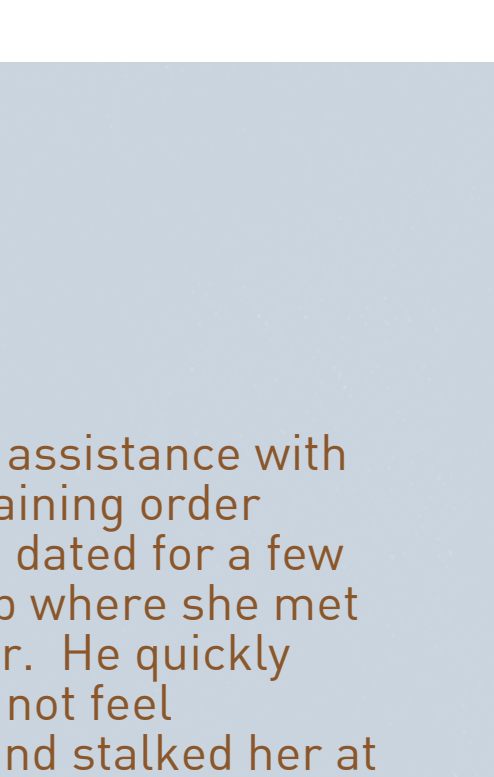 assistance with
aining order
dated for a few
where she met
r.  He quickly
not feel
nd stalked her at